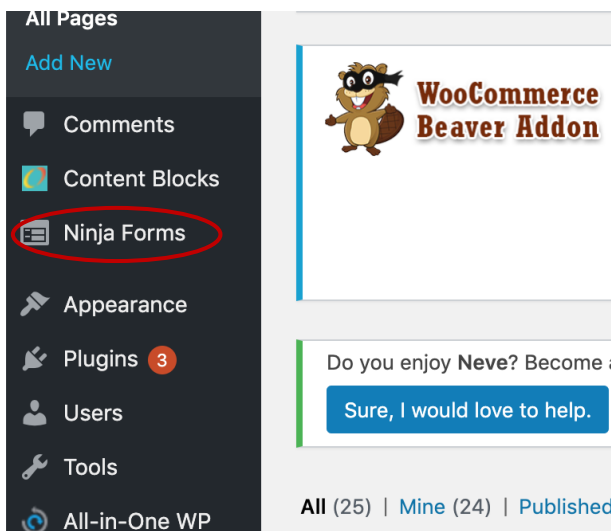 All Pages
Add New
Comments
Content Blocks
Ninja Forms
Appearance
Plugins 3
Users
Tools
All-in-One WP
WooCommerce
Beaver Addon
Do you enjoy Neve? Become
Sure, I would love to help.
All (25) | Mine (24) | Published